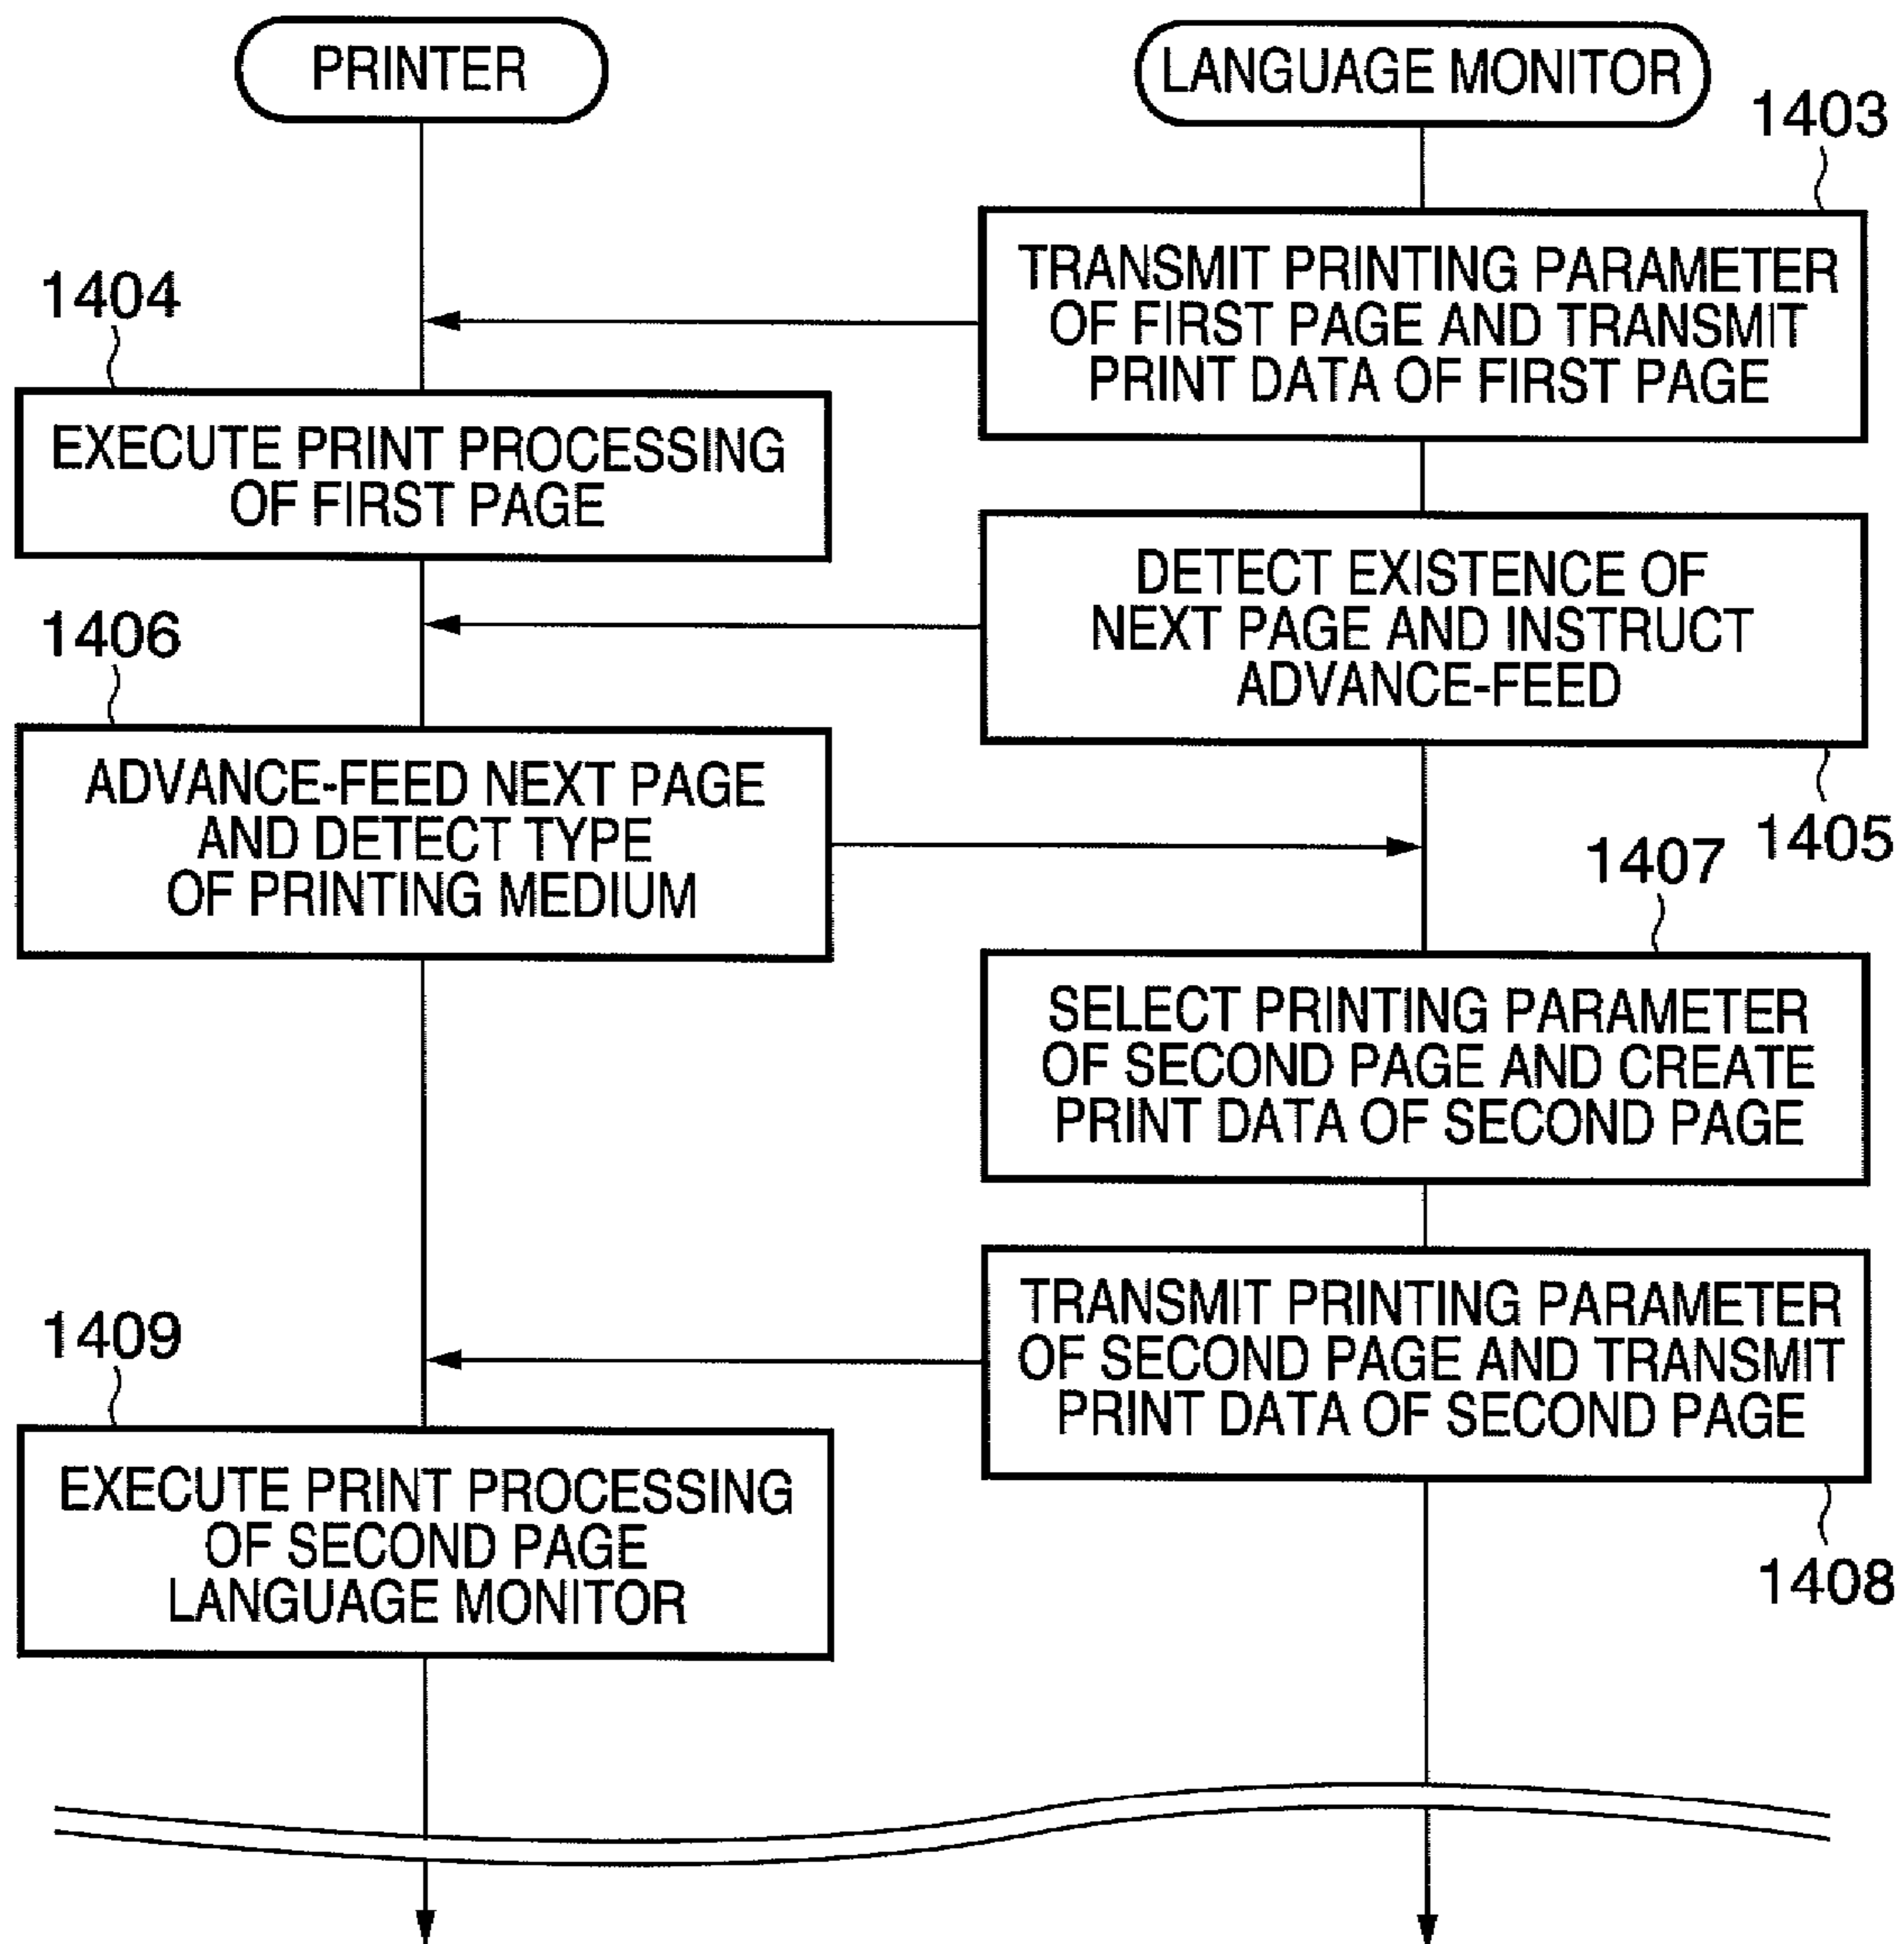 PRINTER
LANGUAGE MONITOR
1403
TRANSMIT PRINTING PARAMETER
OF FIRST PAGE AND TRANSMIT
PRINT DATA OF FIRST PAGE
1404
EXECUTE PRINT PROCESSING
OF FIRST PAGE
DETECT EXISTENCE OF
NEXT PAGE AND INSTRUCT
ADVANCE-FEED
1405
1406
ADVANCE-FEED NEXT PAGE
AND DETECT TYPE
OF PRINTING MEDIUM
1407
SELECT PRINTING PARAMETER
OF SECOND PAGE AND CREATE
PRINT DATA OF SECOND PAGE
TRANSMIT PRINTING PARAMETER
OF SECOND PAGE AND TRANSMIT
PRINT DATA OF SECOND PAGE
1408
1409
EXECUTE PRINT PROCESSING
OF SECOND PAGE
LANGUAGE MONITOR